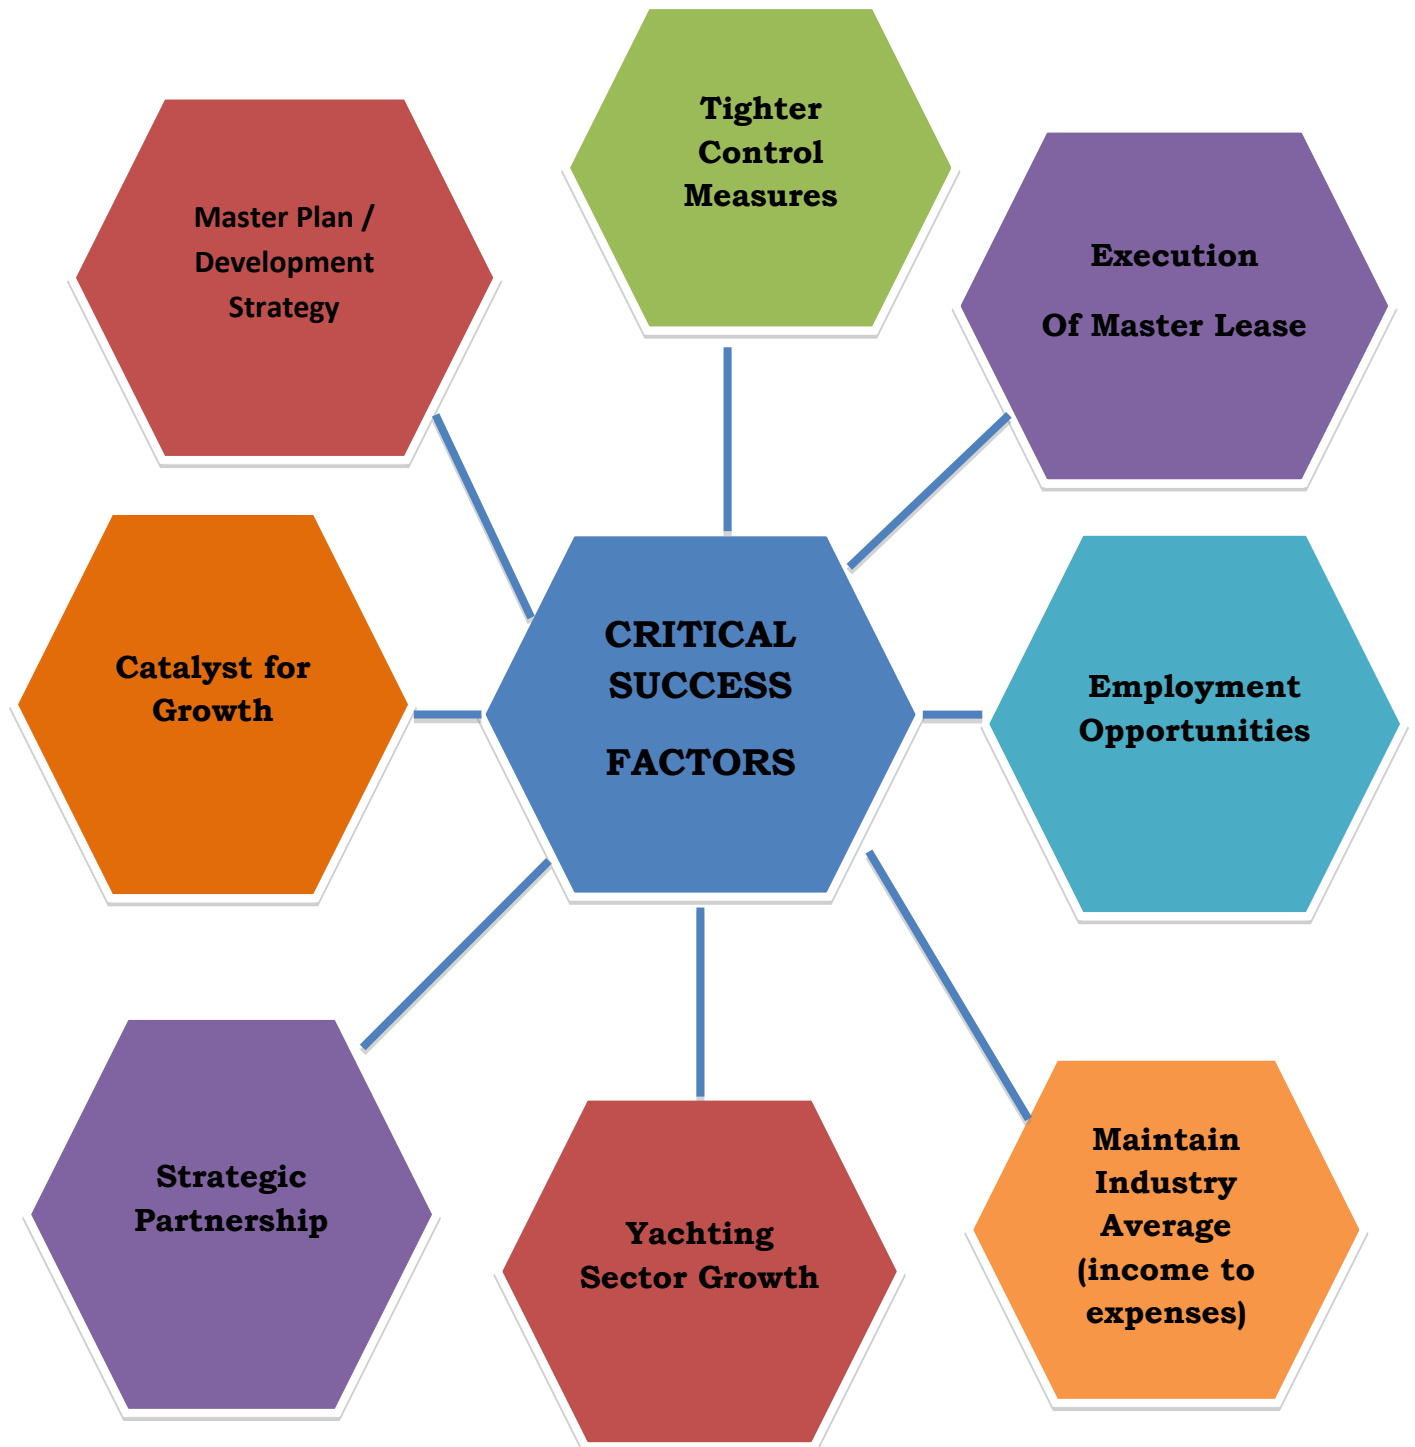 Tighter
Control
Measures
Master Plan /
Development
Strategy
Execution
Of Master Lease
Catalyst for
Growth
CRITICAL
SUCCESS
FACTORS
Employment
Opportunities
Strategic
Partnership
Yachting
Sector Growth
Maintain
Industry
Average
(income to
expenses)